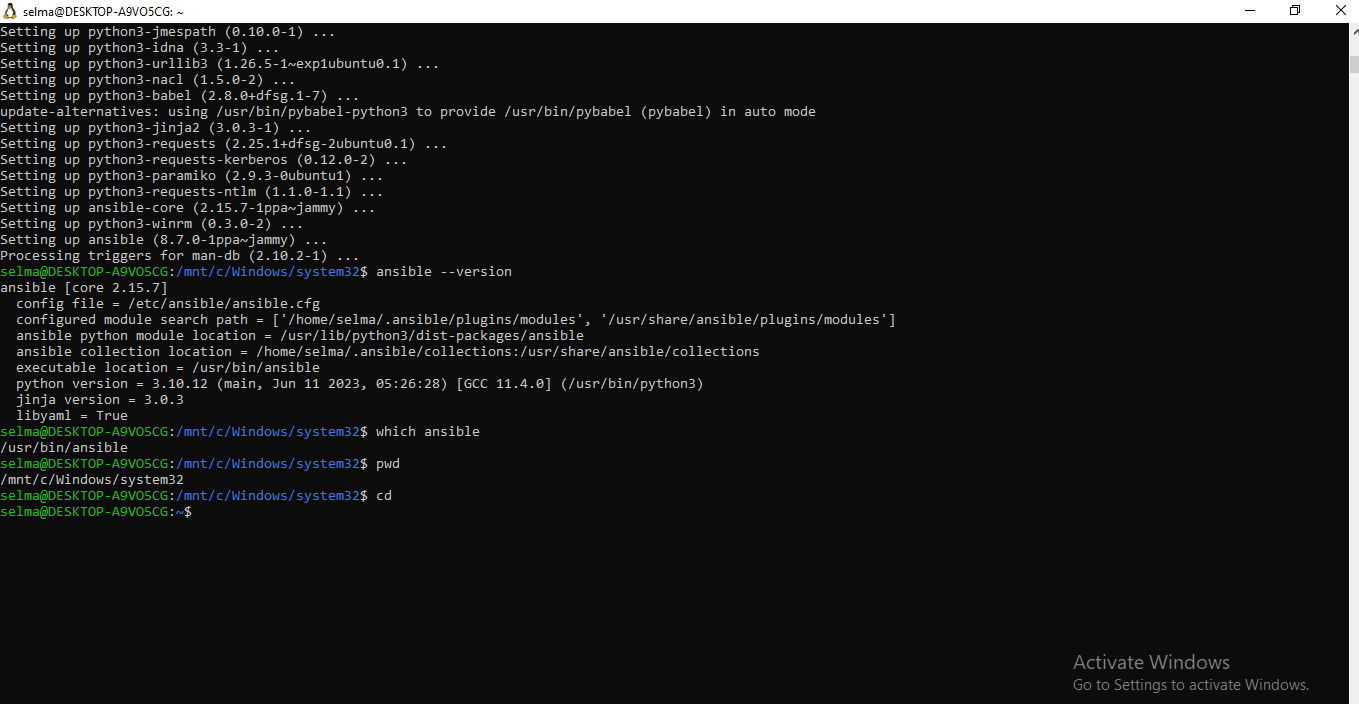 selma@DESKTOP-A9VO5CG: ~
Setting up python3-jmespath (0.10.0-1) ...
Setting up python3-idna (3.3-1) ...
Setting up python3-urllib3 (1.26.5-1~exp1ubuntu0.1) ...
Setting up python3-nacl (1.5.0-2) ...
Setting up python3-babel (2.8.0+dfsg.1-7) ...
update-alternatives: using /usr/bin/pybabel-python3 to provide /usr/bin/pybabel (pybabel) in auto mode
Setting up python3-jinja2 (3.0.3-1) ...
Setting up python3-requests (2.25.1+dfsg-2ubuntu0.1) ...
Setting up python3-requests-kerberos (0.12.0-2) ...
Setting up python3-paramiko (2.9.3-0ubuntu1) ...
Setting up python3-requests-ntlm (1.1.0-1.1) ...
Setting up ansible-core (2.15.7-1ppa~jammy) ...
Setting up python3-winrm (0.3.0-2) ...
Setting up ansible (8.7.0-1ppa~jammy) ...
Processing triggers for man-db (2.10.2-1) ...
selma@DESKTOP-A9VO5CG:/mnt/c/Windows/system32$ ansible --version
ansible [core 2.15.7]
  config file = /etc/ansible/ansible.cfg
  configured module search path = ['/home/selma/.ansible/plugins/modules', '/usr/share/ansible/plugins/modules']
  ansible python module location = /usr/lib/python3/dist-packages/ansible
  ansible collection location = /home/selma/.ansible/collections:/usr/share/ansible/collections
  executable location = /usr/bin/ansible
  python version = 3.10.12 (main, Jun 11 2023, 05:26:28) [GCC 11.4.0] (/usr/bin/python3)
  jinja version = 3.0.3
  libyaml = True
selma@DESKTOP-A9VO5CG:/mnt/c/Windows/system32$ which ansible
/usr/bin/ansible
selma@DESKTOP-A9VO5CG:/mnt/c/Windows/system32$ pwd
/mnt/c/Windows/system32
selma@DESKTOP-A9VO5CG:/mnt/c/Windows/system32$ cd
selma@DESKTOP-A9VO5CG:~$
Activate Windows
Go to Settings to activate Windows.